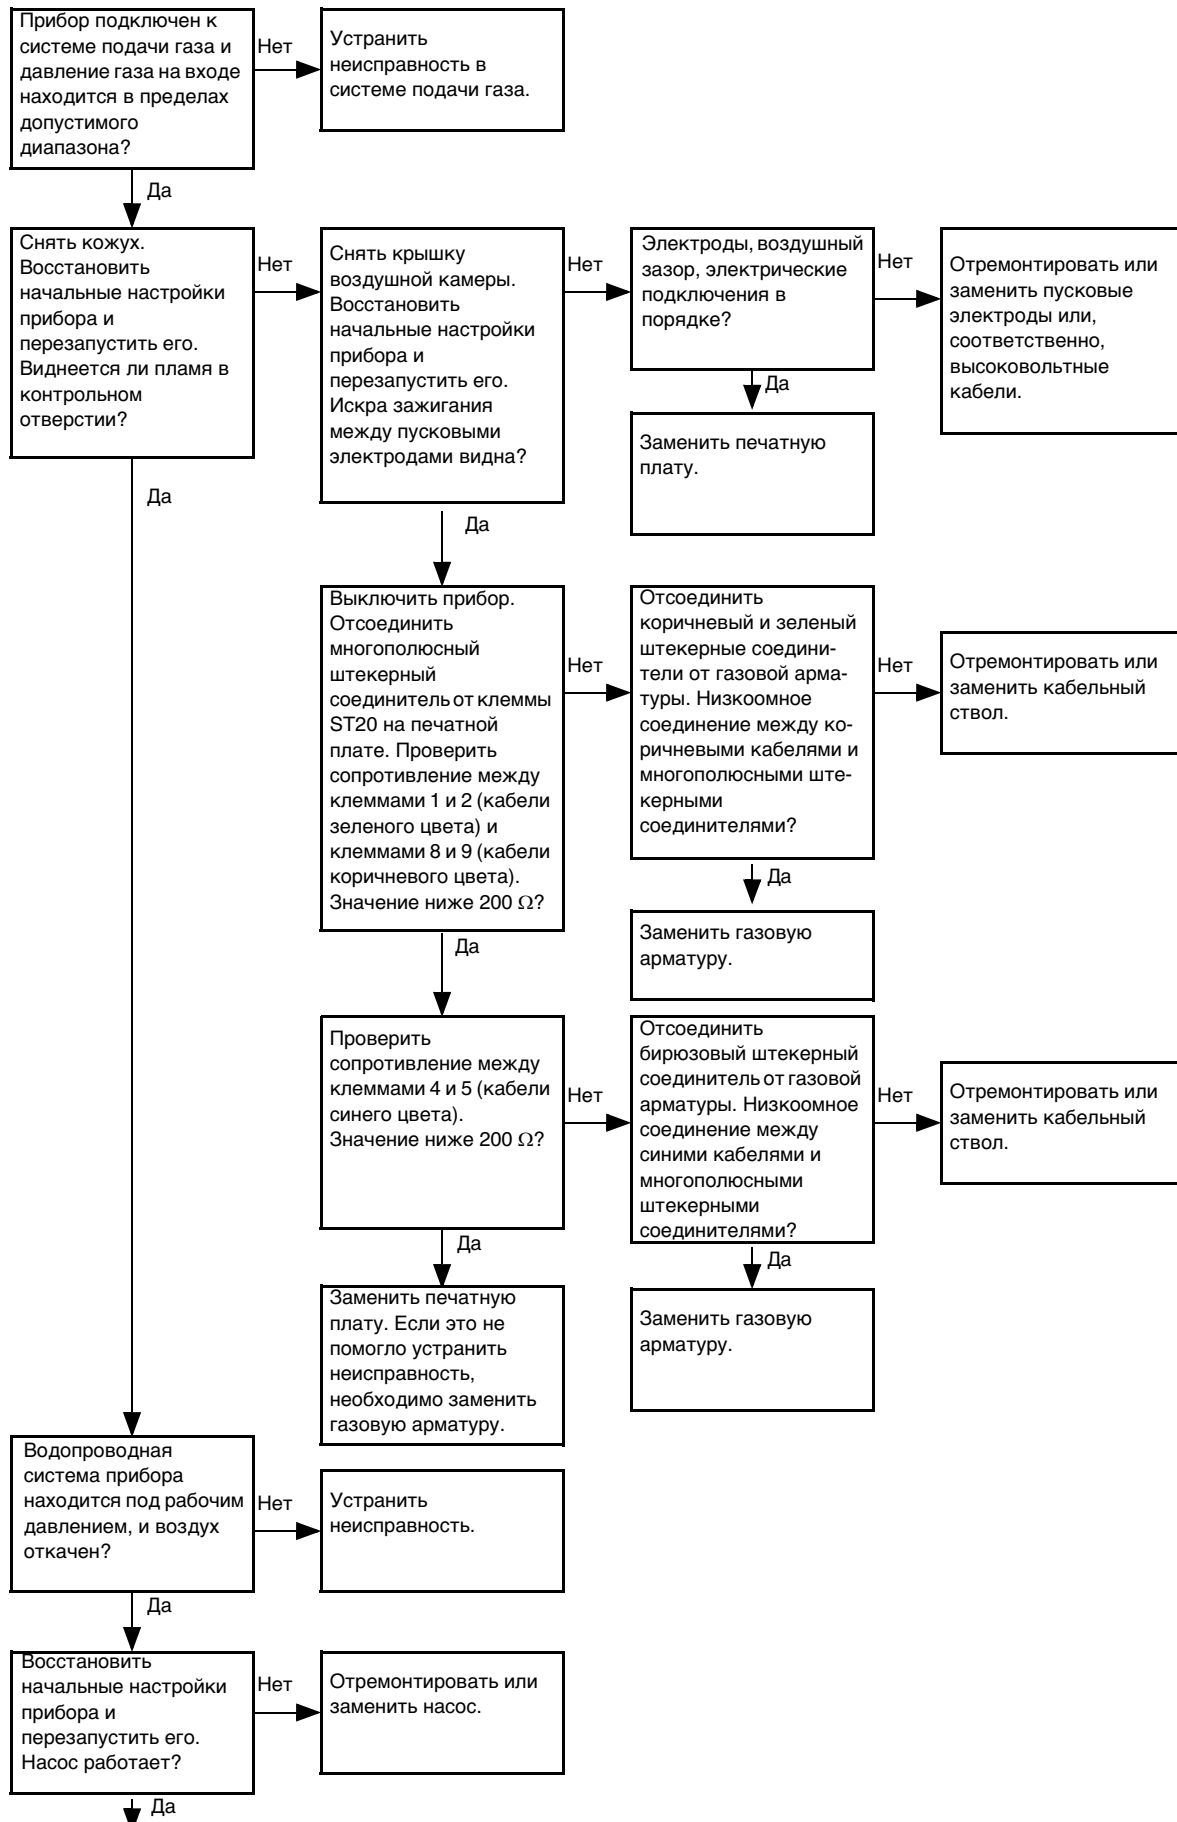 Прибор подключен к
системе подачи газа и
давление газа на входе
находится в пределах
допустимого
диапазона?
Нет
Устранить
неисправность в
системе подачи газа.
Да
Снять кожух.
Восстановить
начальные настройки
прибора и
перезапустить его.
Виднеется ли пламя в
контрольном
отверстии?
Нет
Снять крышку
воздушной камеры.
Восстановить
начальные настройки
прибора и
перезапустить его.
Искра зажигания
между пусковыми
электродами видна?
Нет
Электроды, воздушный
зазор, электрические
подключения в
порядке?
Нет
Отремонтировать или
заменить пусковые
электроды или,
соответственно,
высоковольтные
кабели.
Да
Заменить печатную
плату.
Да
Да
Выключить прибор.
Отсоединить
многополюсный
штекерный
соединитель от клеммы
ST20 на печатной
плате. Проверить
сопротивление между
клеммами 1 и 2 (кабели
зеленого цвета) и
клеммами 8 и 9 (кабели
коричневого цвета).
Значение ниже 200 Ω?
Нет
Отсоединить
коричневый и зеленый
штекерные соедини-
тели от газовой арма-
туры. Низкоомное
соединение между ко-
ричневыми кабелями и
многополюсными ште-
керными
соединителями?
Нет
Отремонтировать или
заменить кабельный
ствол.
Да
Заменить газовую
арматуру.
Да
Проверить
сопротивление между
клеммами 4 и 5 (кабели
синего цвета).
Значение ниже 200 Ω?
Нет
Отсоединить
бирюзовый штекерный
соединитель от газовой
арматуры. Низкоомное
соединение между
синими кабелями и
многополюсными
штекерными
соединителями?
Нет
Отремонтировать или
заменить кабельный
ствол.
Да
Заменить газовую
арматуру.
Да
Заменить печатную
плату. Если это не
помогло устранить
неисправность,
необходимо заменить
газовую арматуру.
Водопроводная
система прибора
находится под рабочим
давлением, и воздух
откачен?
Нет
Устранить
неисправность.
Да
Восстановить
начальные настройки
прибора и
перезапустить его.
Насос работает?
Нет
Отремонтировать или
заменить насос.
Да